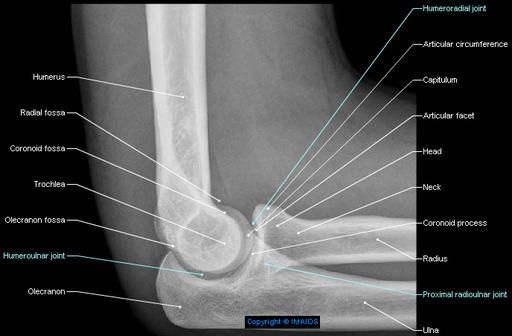 Humeroradial joint
Articular circumference
Humerus
Capitulum
Radial fossa
Articular facet
Coronoid fossa
Head
Trochlea
Neck
Olecranon fossa
Coronoid process
Humeroulnar joint
Radius
Olecranon
Proximal radioulnar joint
Copyright © IMAIOS
Ulna